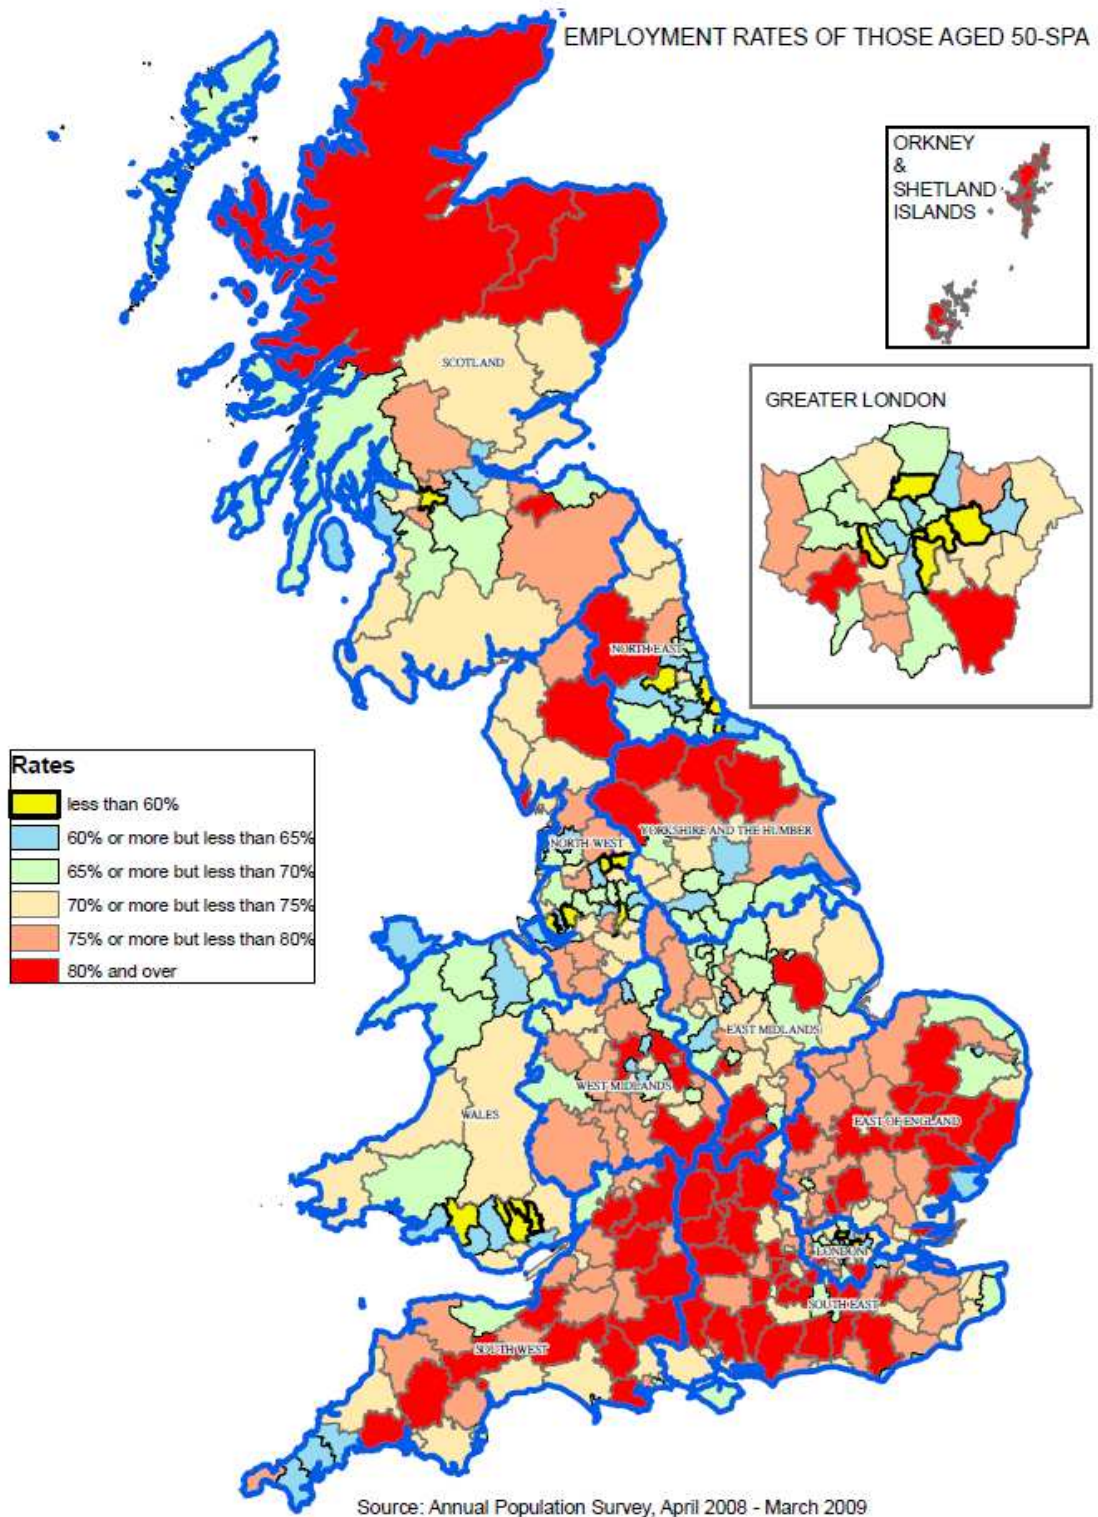 EMPLOYMENT RATES OF THOSE AGED 50-SPA
ORKNEY
&
SHETLAND
ISLANDS
SCOTLAND
GREATER LONDON
NORTH EAST
Rates
less than 60%
60% or more but less than 65%
65% or more but less than 70%
70% or more but less than 75%
75% or more but less than 80%
80% and over
YORKSHIRE AND THE HUMBER
NORTH WEST
EAST MIDLANDS
WEST MIDLANDS
WALES
EAST OF ENGLAND
LONDON
SOUTH EAST
SOUTH WEST
Source: Annual Population Survey, April 2008 - March 2009